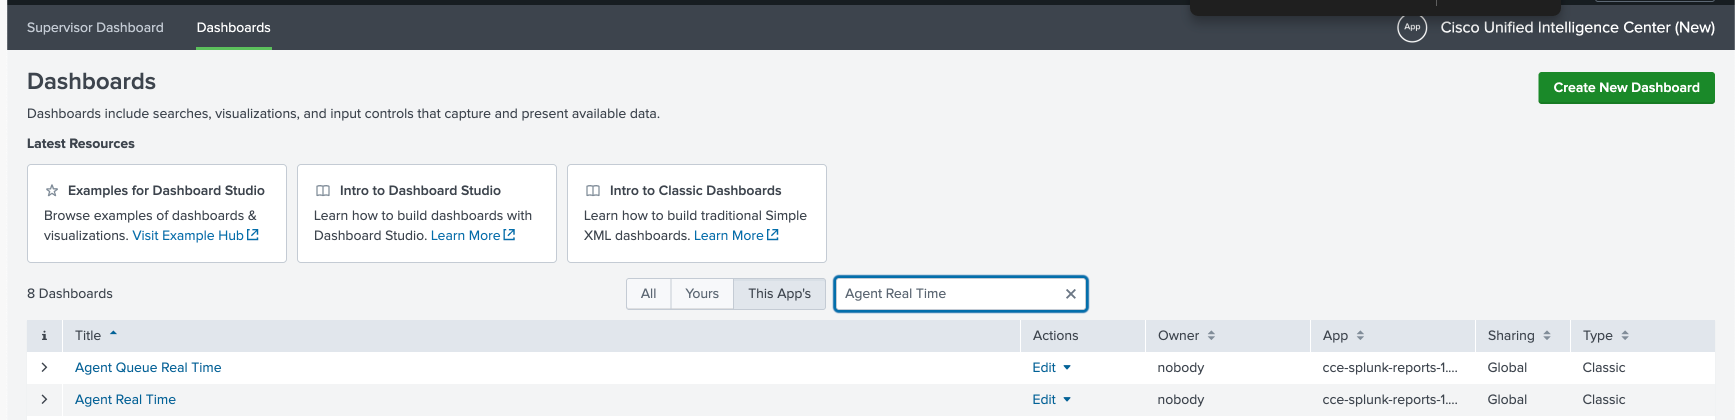 Supervisor Dashboard Dashboards App Cisco Unified Intelligence Center (New)
Dashboards
Create New Dashboard
Dashboards include searches, visualizations, and input controls that capture and present available data.
Latest Resources
Examples for Dashboard Studio
Browse examples of dashboards &
visualizations. Visit Example Hub
Intro to Dashboard Studio
Learn how to build dashboards with
Dashboard Studio. Learn More
Intro to Classic Dashboards
Learn how to build traditional Simple
XML dashboards. Learn More
8 Dashboards All Yours This App's Agent Real Time
i Title Actions Owner App Sharing Type
Agent Queue Real Time Edit nobody cce-splunk-reports-1.... Global Classic
Agent Real Time Edit nobody cce-splunk-reports-1.... Global Classic